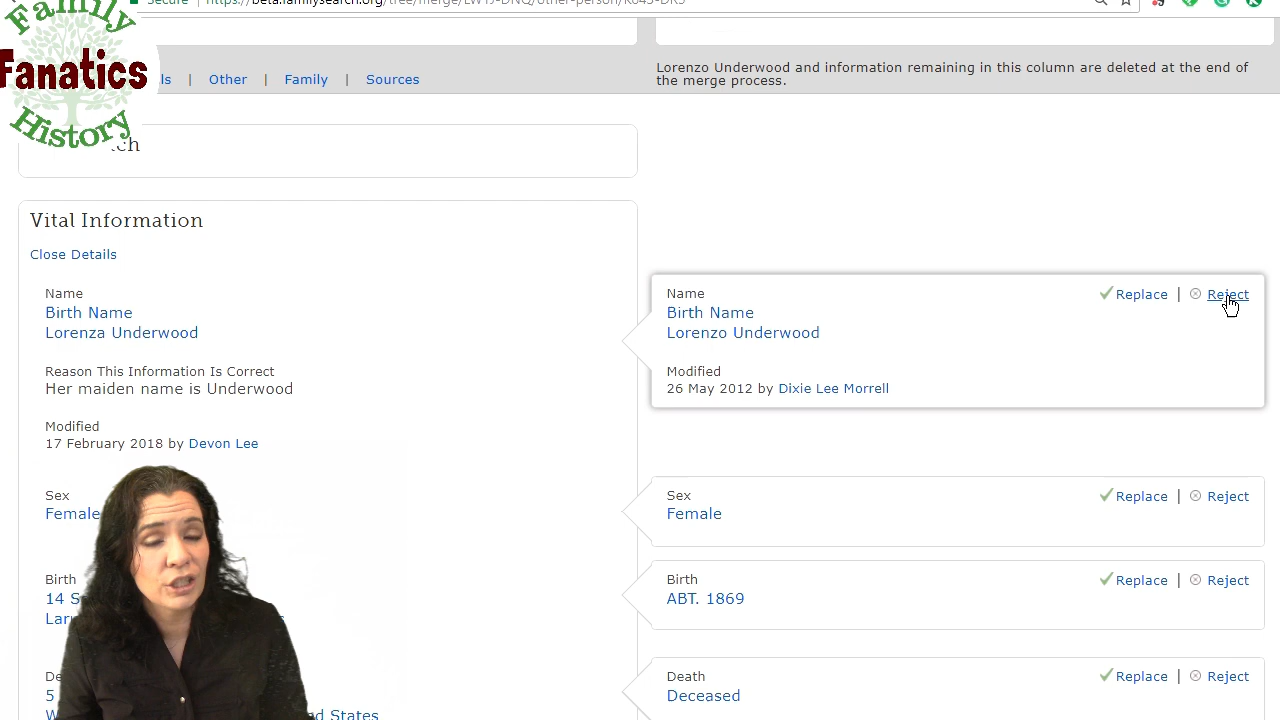 Secure
Family
Fanatics
History
Other | Family | Sources
Lorenzo Underwood and information remaining in this column are deleted at the end of
the merge process.
Vital Information
Close Details
Name
Birth Name
Lorenza Underwood
Reason This Information Is Correct
Her maiden name is Underwood
Modified
17 February 2018 by Devon Lee
Sex
Female
Birth
14 S
Name
Replace | Reject
Birth Name
Lorenzo Underwood
Modified
26 May 2012 by Dixie Lee Morrell
Sex
Replace | Reject
Female
Birth
Replace | Reject
ABT. 1869
Death
Replace | Reject
Deceased
5
States